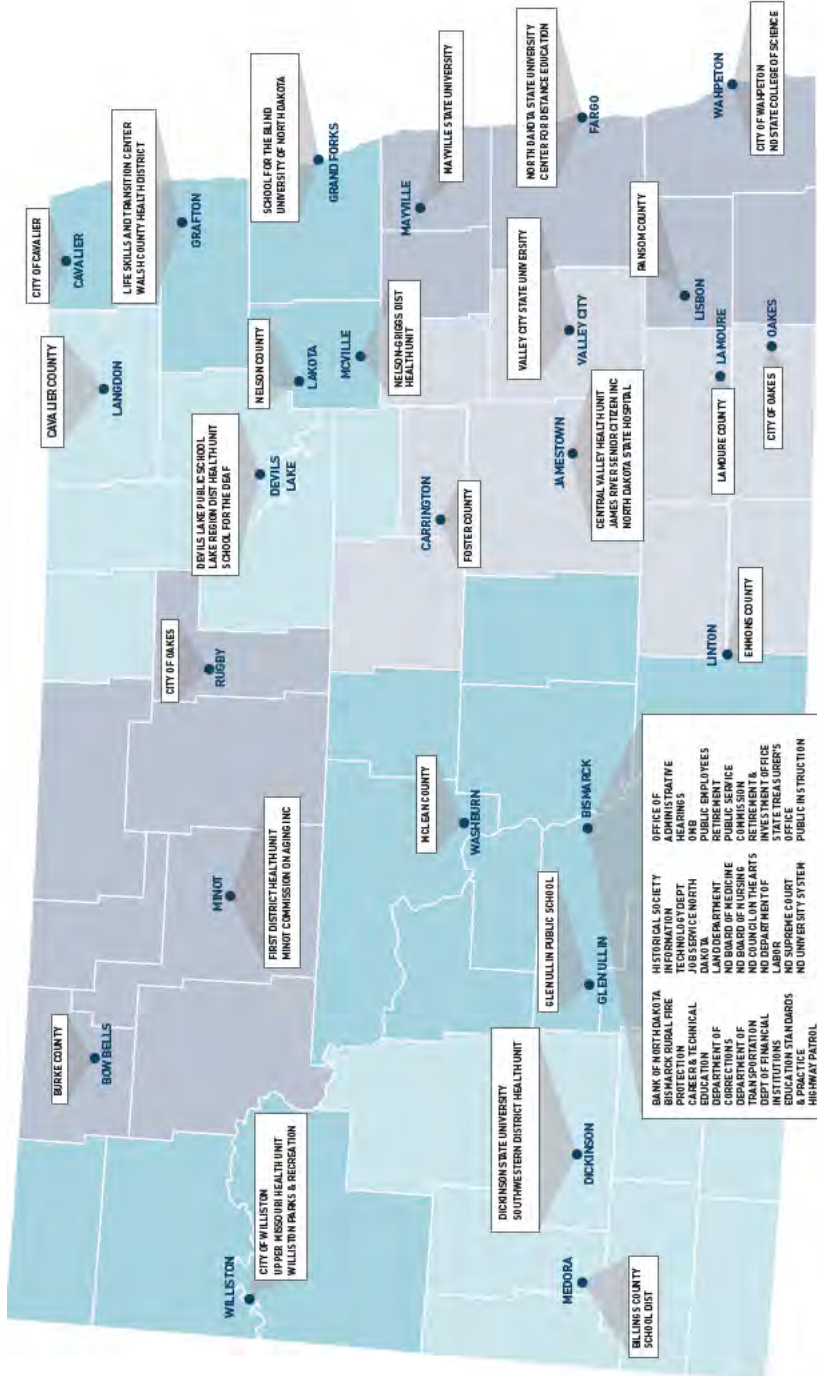 CITY OF CAVALIER
CAVALIER
LIFE SKILLS AND TRANSITION CENTER
WALSH COUNTY HEALTH DISTRICT
GRAFTON
SCHOOL FOR THE BLIND
UNIVERSITY OF NORTH DAKOTA
GRAND FORKS
MAYVILLE
MAYVILLE STATE UNIVERSITY
NORTH DAKOTA STATE UNIVERSITY
CENTER FOR DISTANCE EDUCATION
FARGO
WAHPETON
CITY OF WAHPETON
ND STATE COLLEGE OF SCIENCE
CAVALIER COUNTY
LANGDON
NELSON COUNTY
LAKOTA
MCVILLE
NELSON-GRIGGS DIST
HEALTH UNIT
VALLEY CITY STATE UNIVERSITY
VALLEY CITY
RANSOM COUNTY
LISBON
LAMOURE
LAMOURE COUNTY
OAKES
CITY OF OAKES
DEVILS LAKE PUBLIC SCHOOL
LAKE REGION DIST HEALTH UNIT
SCHOOL FOR THE DEAF
DEVILS
LAKE
CARRINGTON
FOSTER COUNTY
JAMESTOWN
CENTRAL VALLEY HEALTH UNIT
JAMES RIVER SENIOR CITIZEN INC
NORTH DAKOTA STATE HOSPITAL
CITY OF OAKES
RUGBY
LINTON
EMMONS COUNTY
MINOT
FIRST DISTRICT HEALTH UNIT
MINOT COMMISSION ON AGING INC
MCLEAN COUNTY
WASHBURN
BISMARCK
BURKE COUNTY
BOWBELLS
GLEN ULLIN PUBLIC SCHOOL
GLEN ULLIN
BANK OF NORTH DAKOTA
BISMARCK RURAL FIRE
PROTECTION
CAREER & TECHNICAL
EDUCATION
DEPARTMENT OF
CORRECTIONS
DEPARTMENT OF
TRANSPORTATION
DEPT OF FINANCIAL
INSTITUTIONS
EDUCATION STANDARDS
& PRACTICE
HIGHWAY PATROL
HISTORICAL SOCIETY
INFORMATION
TECHNOLOGY DEPT
JOB SERVICE NORTH
DAKOTA
LAND DEPARTMENT
ND BOARD OF MEDICINE
ND BOARD OF NURSING
ND COUNCIL ON THE ARTS
ND DEPARTMENT OF
LABOR
ND SUPREME COURT
ND UNIVERSITY SYSTEM
OFFICE OF
ADMINISTRATIVE
HEARINGS
OMB
PUBLIC EMPLOYEES
RETIREMENT
PUBLIC SERVICE
COMMISSION
RETIREMENT &
INVESTMENT OFFICE
STATE TREASURER'S
OFFICE
PUBLIC INSTRUCTION
WILLISTON
CITY OF WILLISTON
UPPER MISSOURI HEALTH UNIT
WILLISTON PARKS & RECREATION
DICKINSON STATE UNIVERSITY
SOUTHWESTERN DISTRICT HEALTH UNIT
DICKINSON
MEDORA
BILLINGS COUNTY
SCHOOL DIST